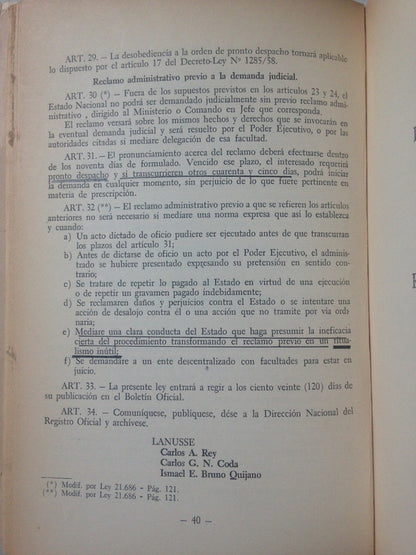 ART. 29. — La desobediencia a la orden de pronto despacho tornará aplicable
lo dispuesto por el artículo 17 del Decreto-Ley Nº 1285/58.
Reclamo administrativo previo a la demanda judicial.
ART. 30 (*) — Fuera de los supuestos previstos en los artículos 23 y 24, el
Estado Nacional no podrá ser demandado judicialmente sin previo reclamo admi-
nistrativo , dirigido al Ministerio o Comando en Jefe que corresponda.
El reclamo versará sobre los mismos hechos y derechos que se invocarán en
la eventual demanda judicial y será resuelto por el Poder Ejecutivo, o por las
autoridades citadas si mediare delegación de esa facultad.
ART. 31. — El pronunciamiento acerca del reclamo deberá efectuarse dentro
de los noventa días de formulado. Vencido ese plazo, el interesado requerirá
pronto despacho y si transcurrieren otros cuarenta y cinco días, podrá iniciar
la demanda en cualquier momento, sin perjuicio de lo que fuere pertinente en
materia de prescripción.
ART. 32 (**) — El reclamo administrativo previo a que se refieren los artículos
anteriores no será necesario si mediare una norma expresa que así lo establezca
y cuando:
a) Un acto dictado de oficio pudiere ser ejecutado antes de que transcurran
los plazos del artículo 31;
b) Antes de dictarse de oficio un acto por el Poder Ejecutivo, el adminis-
trado se hubiere presentado expresando su pretensión en sentido con-
trario;
c) Se tratare de repetir lo pagado al Estado en virtud de una ejecución
o de repetir un gravamen pagado indebidamente;
d) Se reclamaren daños y perjuicios contra el Estado o se intentare una
acción de desalojo contra él o una acción que no tramite por vía ordi-
naria;
e) Mediare una clara conducta del Estado que haga presumir la ineficacia
cierta del procedimiento transformando el reclamo previo en un ritua-
lismo inútil;
f) Se demandare a un ente descentralizado con facultades para estar en
juicio.
ART. 33. — La presente ley entrará a regir a los ciento veinte (120) días de
su publicación en el Boletín Oficial.
ART. 34. — Comuníquese, publíquese, dése a la Dirección Nacional del
Registro Oficial y archívese.
LANUSSE
Carlos A. Rey
Carlos G. N. Coda
Ismael E. Bruno Quijano
(*) Modif. por Ley 21.686 - Pág. 121.
(**) Modif. por Ley 21.686 - Pág. 121.
— 40 —